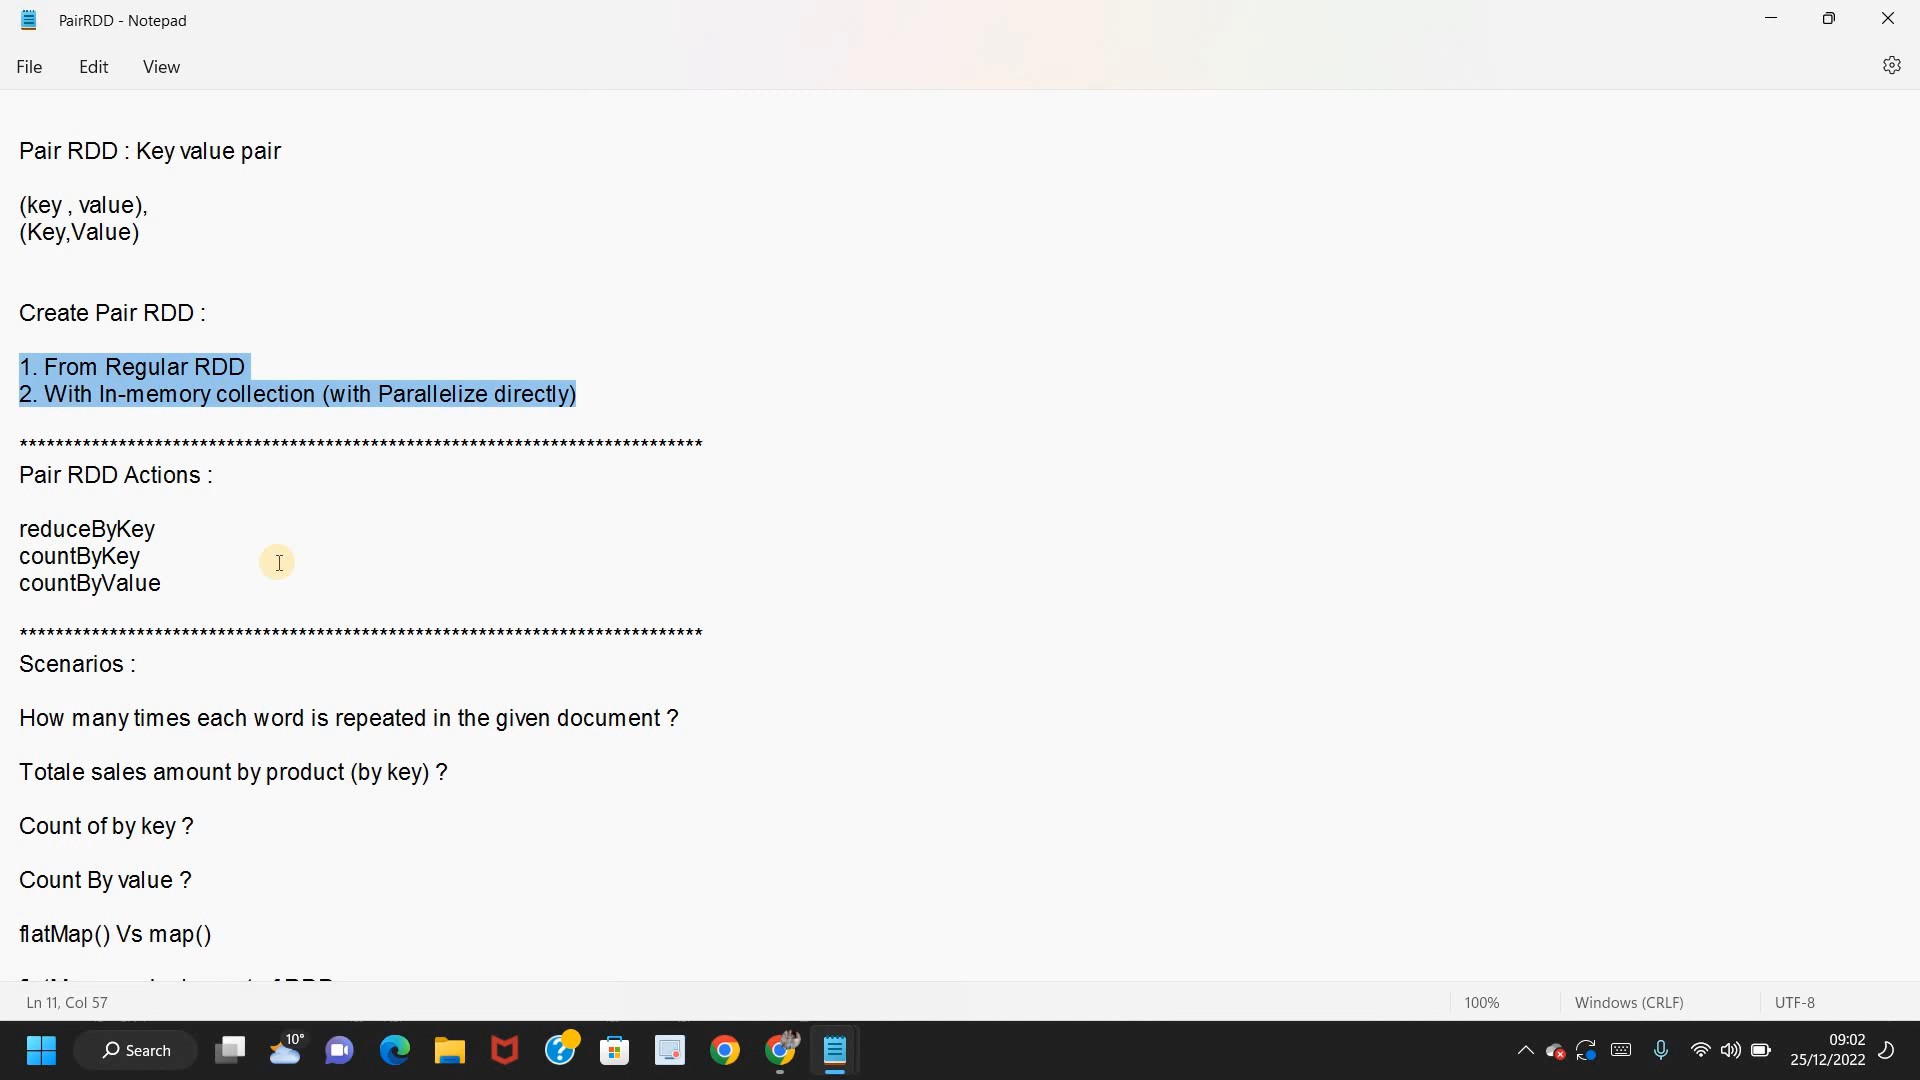 PairRDD - Notepad
File Edit View
Pair RDD : Key value pair
(key , value),
(Key,Value)
Create Pair RDD :
1. From Regular RDD
2. With In-memory collection (with Parallelize directly)
******************************************************************************
Pair RDD Actions :
reduceByKey
countByKey
countByValue
******************************************************************************
Scenarios :
How many times each word is repeated in the given document ?
Totale sales amount by product (by key) ?
Count of by key ?
Count By value ?
flatMap() Vs map()
Ln 11, Col 57 100% Windows (CRLF) UTF-8
Search 10° 09:02
25/12/2022